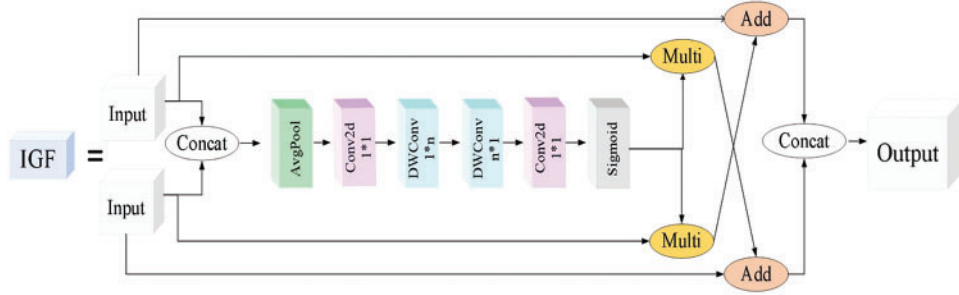 Add
Multi
Input
Concat
AvgPool
Conv2d
1*1
DWConv
1*n
DWConv
n*1
Conv2d
1*1
Sigmoid
Concat
Output
IGF
=
Input
Multi
Add